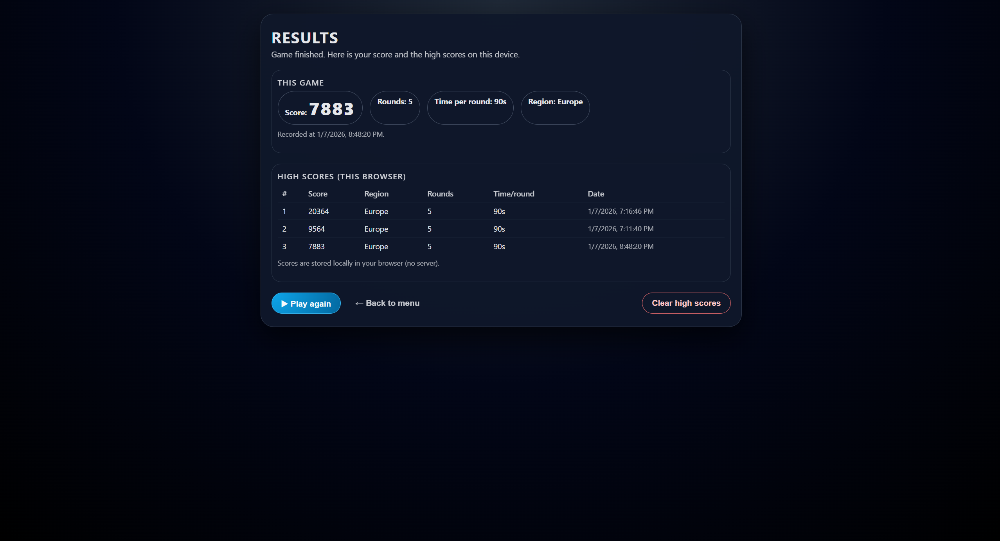 RESULTS
Game finished. Here is your score and the high scores on this device.
THIS GAME
Score: 7883 Rounds: 5 Time per round: 90s Region: Europe
Recorded at 1/7/2026, 8:48:20 PM.
HIGH SCORES (THIS BROWSER)
# Score Region Rounds Time/round Date
1 20364 Europe 5 90s 1/7/2026, 7:16:46 PM
2 9564 Europe 5 90s 1/7/2026, 7:11:40 PM
3 7883 Europe 5 90s 1/7/2026, 8:48:20 PM
Scores are stored locally in your browser (no server).
▶ Play again ← Back to menu Clear high scores